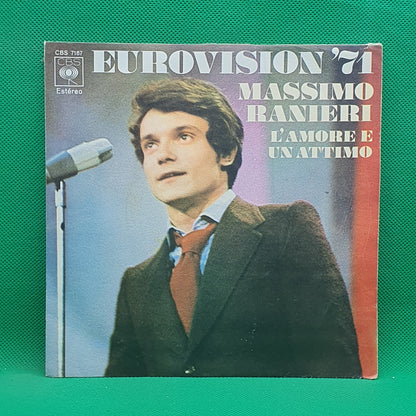 CBS 7167
CBS
Estéreo
EUROVISION '71
MASSIMO
RANIERI
L'AMORE E
UN ATTIMO